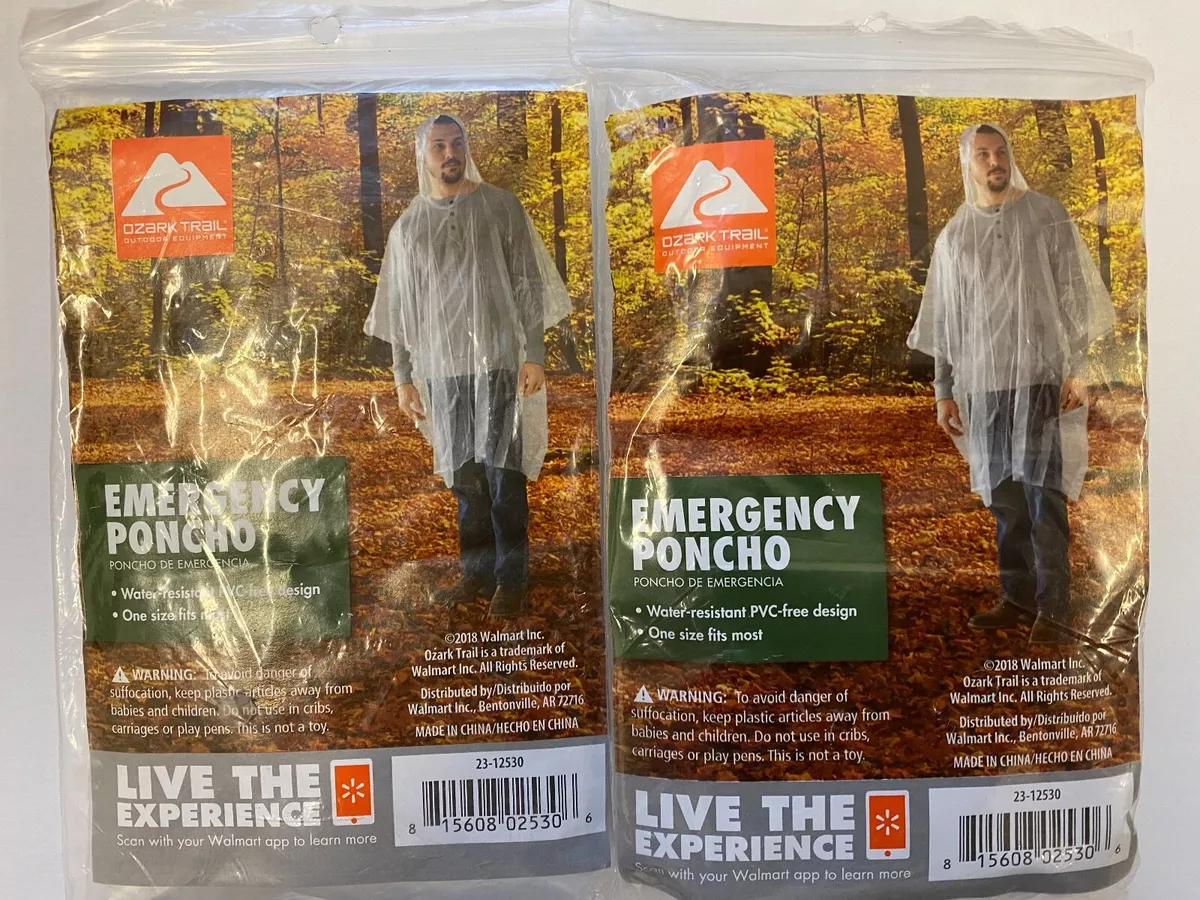 OZARK TRAIL
OUTDOOR EQUIPMENT
EMERGENCY
PONCHO
PONCHO DE EMERGENCIA
• Water-resistant PVC-free design
• One size fits
WARNING: To avoid danger of
suffocation, keep plastic articles away from
babies and children. Do not use in cribs,
carriages or play pens. This is not a toy.
©2018 Walmart Inc.
Ozark Trail is a trademark of
Walmart Inc. All Rights Reserved.
Distributed by/Distribuido por
Walmart Inc., Bentonville, AR 72716
MADE IN CHINA/HECHO EN CHINA
LIVE THE
EXPERIENCE
Scan with your Walmart app to learn more
23-12530
8 15608 02530 6
OZARK TRAIL
OUTDOOR EQUIPMENT
EMERGENCY
PONCHO
PONCHO DE EMERGENCIA
• Water-resistant PVC-free design
• One size fits most
WARNING: To avoid danger of
suffocation, keep plastic articles away from
babies and children. Do not use in cribs,
carriages or play pens. This is not a toy.
©2018 Walmart Inc.
Ozark Trail is a trademark of
Walmart Inc. All Rights Reserved.
Distributed by/Distribuido por
Walmart Inc., Bentonville, AR 72716
MADE IN CHINA/HECHO EN CHINA
LIVE THE
EXPERIENCE
Scan with your Walmart app to learn more
23-12530
8 15608 02530 6